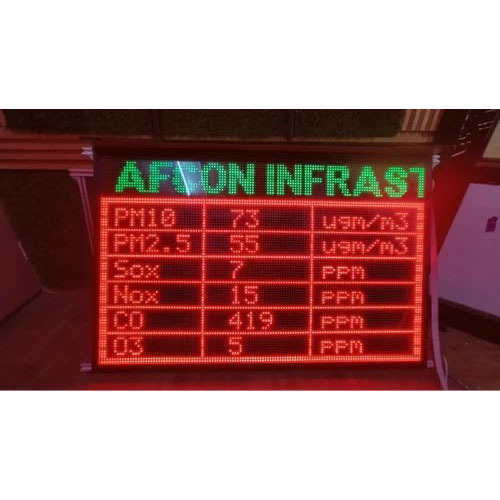 AFCON INFRAST
PM10 73 ugm/m3
PM2.5 55 ugm/m3
Sox 7 ppm
Nox 15 ppm
CO 419 ppm
O3 5 ppm